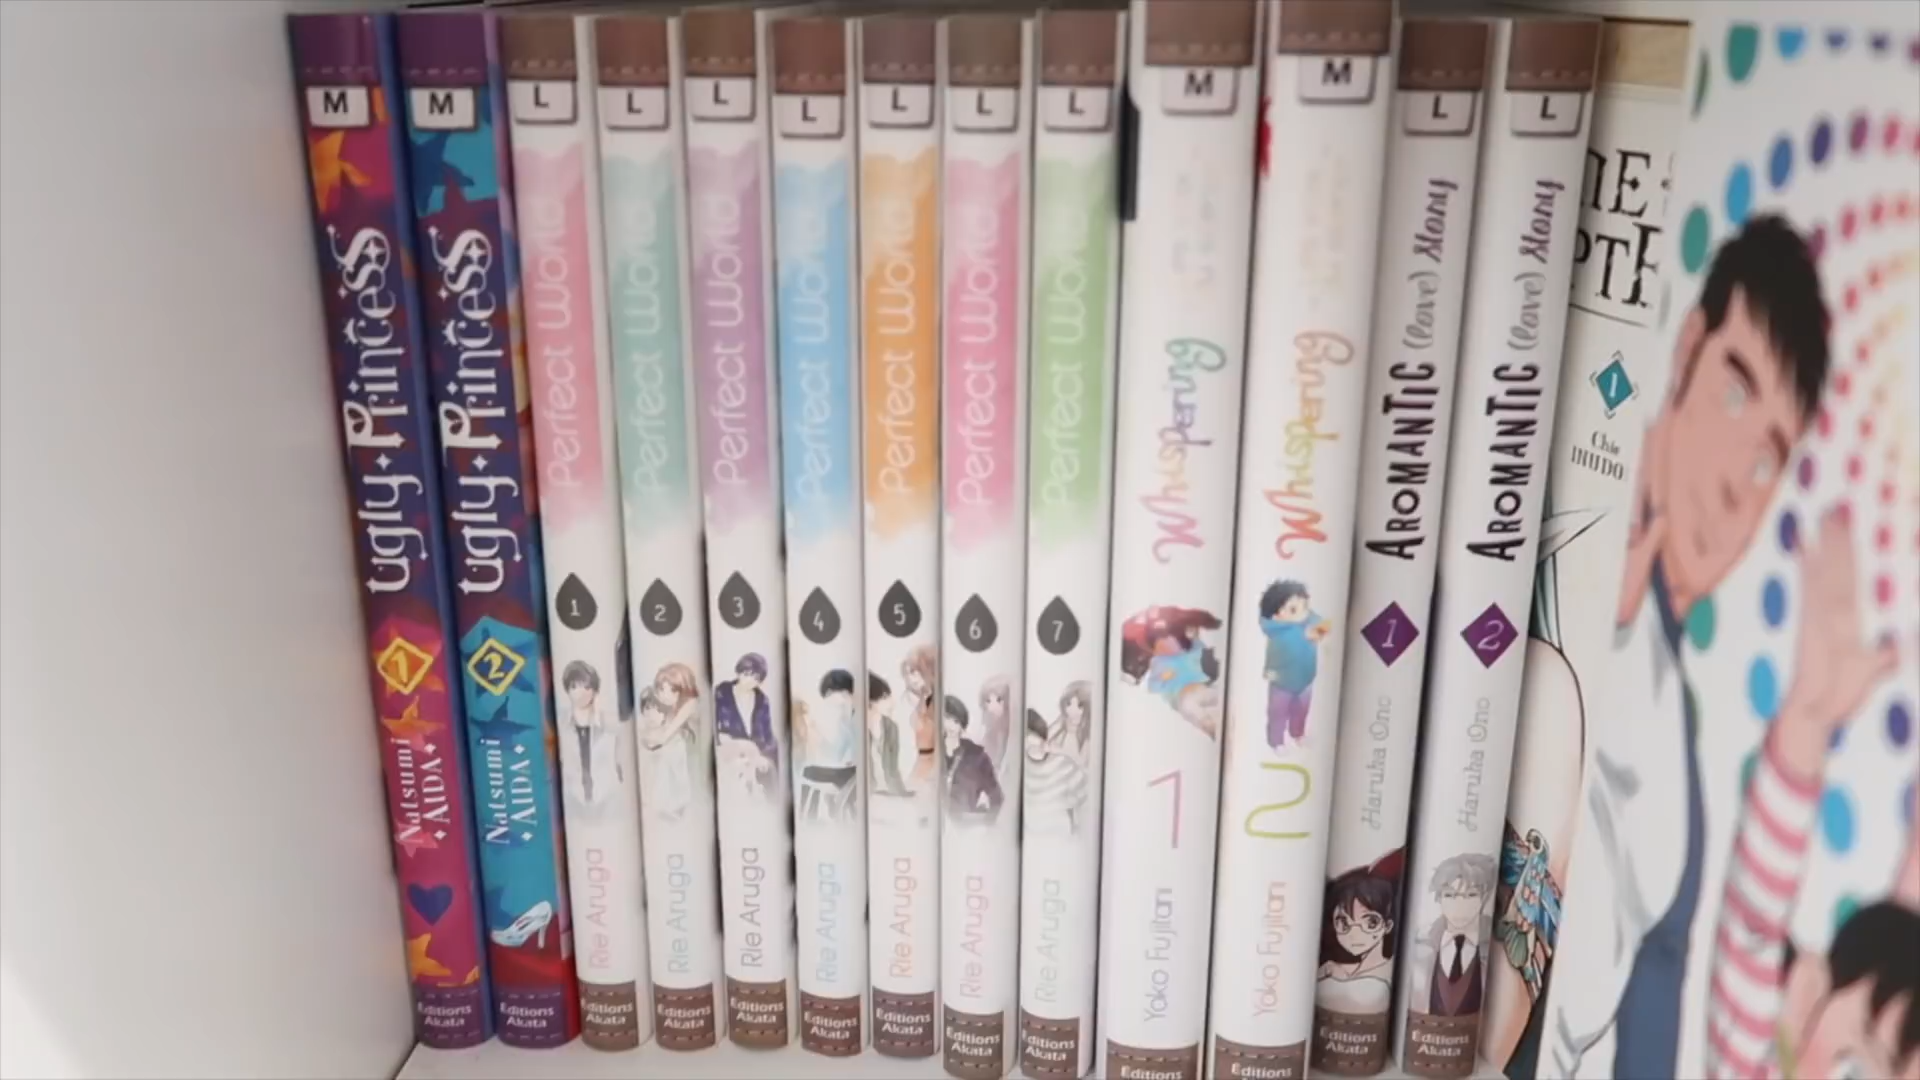 M
ugly Princess
1
Natsumi
AIDA
Editions
Akata
M
ugly Princess
2
Natsumi
AIDA
Editions
Akata
L
Perfect World
1
Rie Aruga
Editions
Akata
L
Perfect World
2
Rie Aruga
Editions
Akata
L
Perfect World
3
Rie Aruga
Editions
Akata
L
Perfect World
4
Rie Aruga
Editions
Akata
L
Perfect World
5
Rie Aruga
Editions
Akata
L
Perfect World
6
Rie Aruga
Editions
Akata
L
Perfect World
7
Rie Aruga
Editions
Akata
M
Whispering
1
Yoko Fujitani
Editions
M
Whispering
2
Yoko Fujitani
Editions
L
AROMANTIC (love) Story
1
Haruka Ono
Editions
Akata
L
AROMANTIC (love) Story
2
Haruka Ono
Editions
Akata
1
INUDO